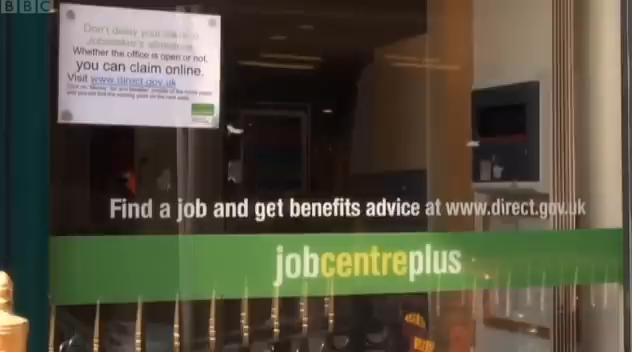 BBC
Don't delay your claim to
Jobseeker's allowance.
Whether the office is open or not,
you can claim online.
Visit www.direct.gov.uk
Find a job and get benefits advice at www.direct.gov.uk
jobcentreplus